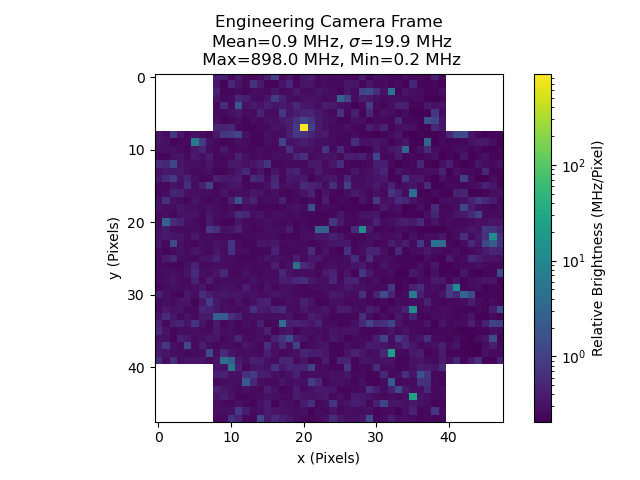 Engineering Camera Frame
Mean=0.9 MHz, σ=19.9 MHz
Max=898.0 MHz, Min=0.2 MHz
0
10
20
30
40
y (Pixels)
0 10 20 30 40
x (Pixels)
10²
10¹
10⁰
Relative Brightness (MHz/Pixel)